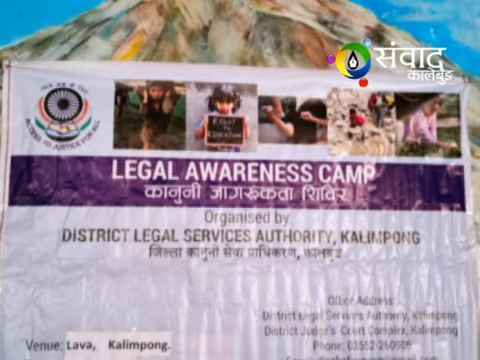 संवाद
कालेबुङ
ACCESS TO JUSTICE FOR ALL
RIGHT TO EDUCATION
LEGAL AWARENESS CAMP
कानुनी जागरुकता शिविर
Organised by
DISTRICT LEGAL SERVICES AUTHORITY, KALIMPONG
जिल्ला कानुनी सेवा प्राधिकरण, कालेबुङ
Office Address:
District Legal Services Authority, Kalimpong
District Judge's Court Complex, Kalimpong
Phone: 03552-260906
Venue: Lava, Kalimpong.